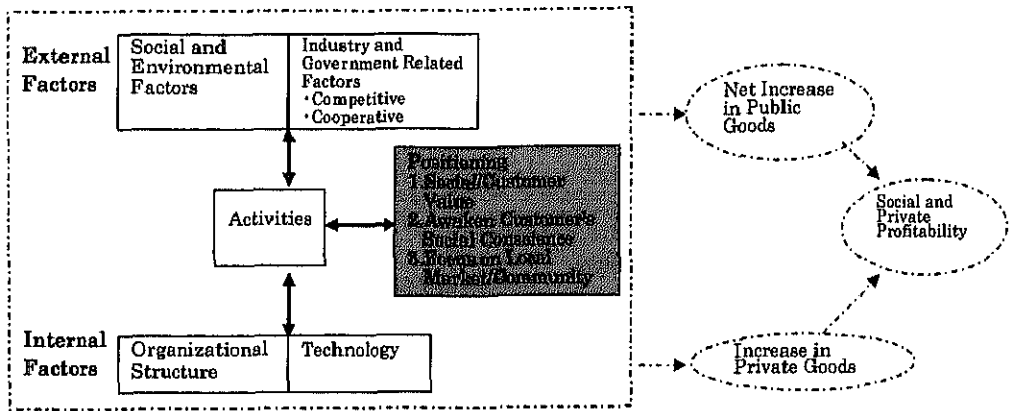 External
Factors
Social and
Environmental
Factors
Industry and
Government Related
Factors
・Competitive
・Cooperative
Activities
Positioning
1.Social/Customer
Value
2.Awaken Customer's
Social Conscience
3.Focus on Local
Market/Community
Internal
Factors
Organizational
Structure
Technology
Net Increase
in Public
Goods
Social and
Private
Profitability
Increase in
Private Goods